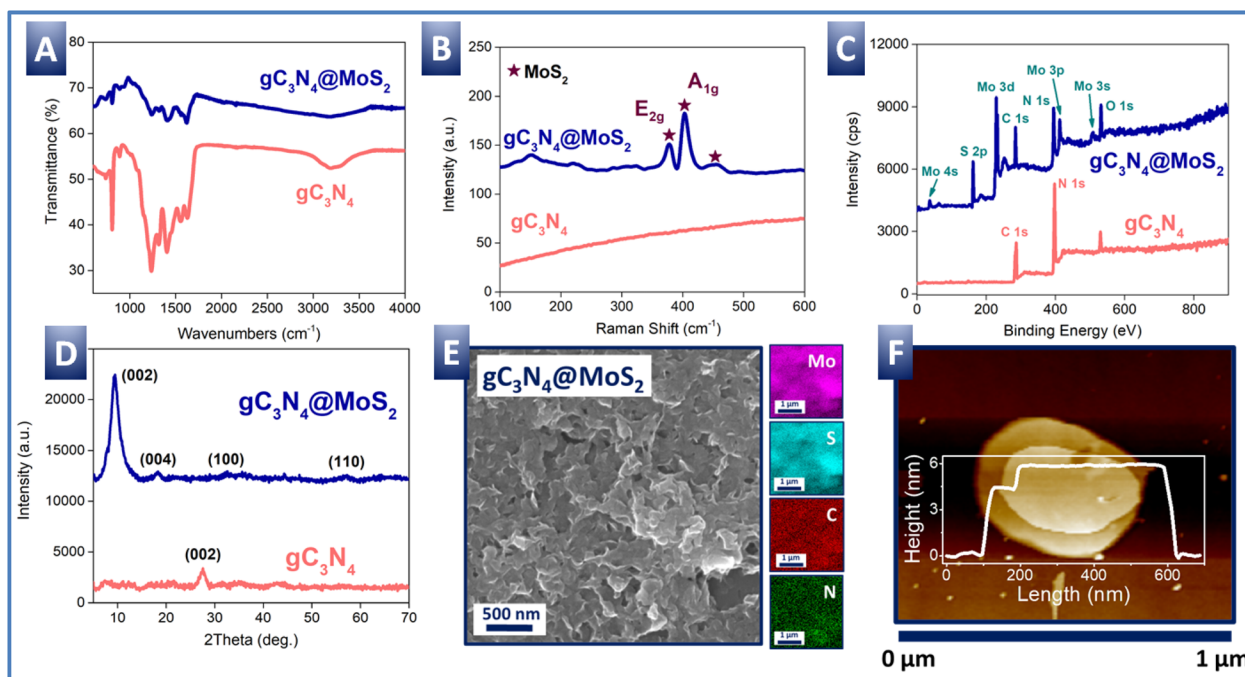 A
Transmittance (%)
70
60
50
40
30
gC₃N₄@MoS₂
gC₃N₄
1000 1500 2000 2500 3000 3500 4000
Wavenumbers (cm⁻¹)
B
Intensity (a.u.)
250
200
150
100
50
0
★ MoS₂
A₁g
E₂g
gC₃N₄@MoS₂
gC₃N₄
100 200 300 400 500 600
Raman Shift (cm⁻¹)
C
Intensity (cps)
12000
9000
6000
3000
0
Mo 4s
S 2p
Mo 3d
C 1s
N 1s
Mo 3p
Mo 3s
O 1s
gC₃N₄@MoS₂
C 1s
N 1s
gC₃N₄
0 200 400 600 800
Binding Energy (eV)
D
Intensity (a.u.)
20000
15000
10000
5000
0
(002)
gC₃N₄@MoS₂
(004)
(100)
(110)
(002)
gC₃N₄
10 20 30 40 50 60 70
2Theta (deg.)
E
gC₃N₄@MoS₂
500 nm
Mo
1 µm
S
1 µm
C
1 µm
N
1 µm
F
Height (nm)
6
3
0
0 200 400 600
Length (nm)
0 µm 1 µm